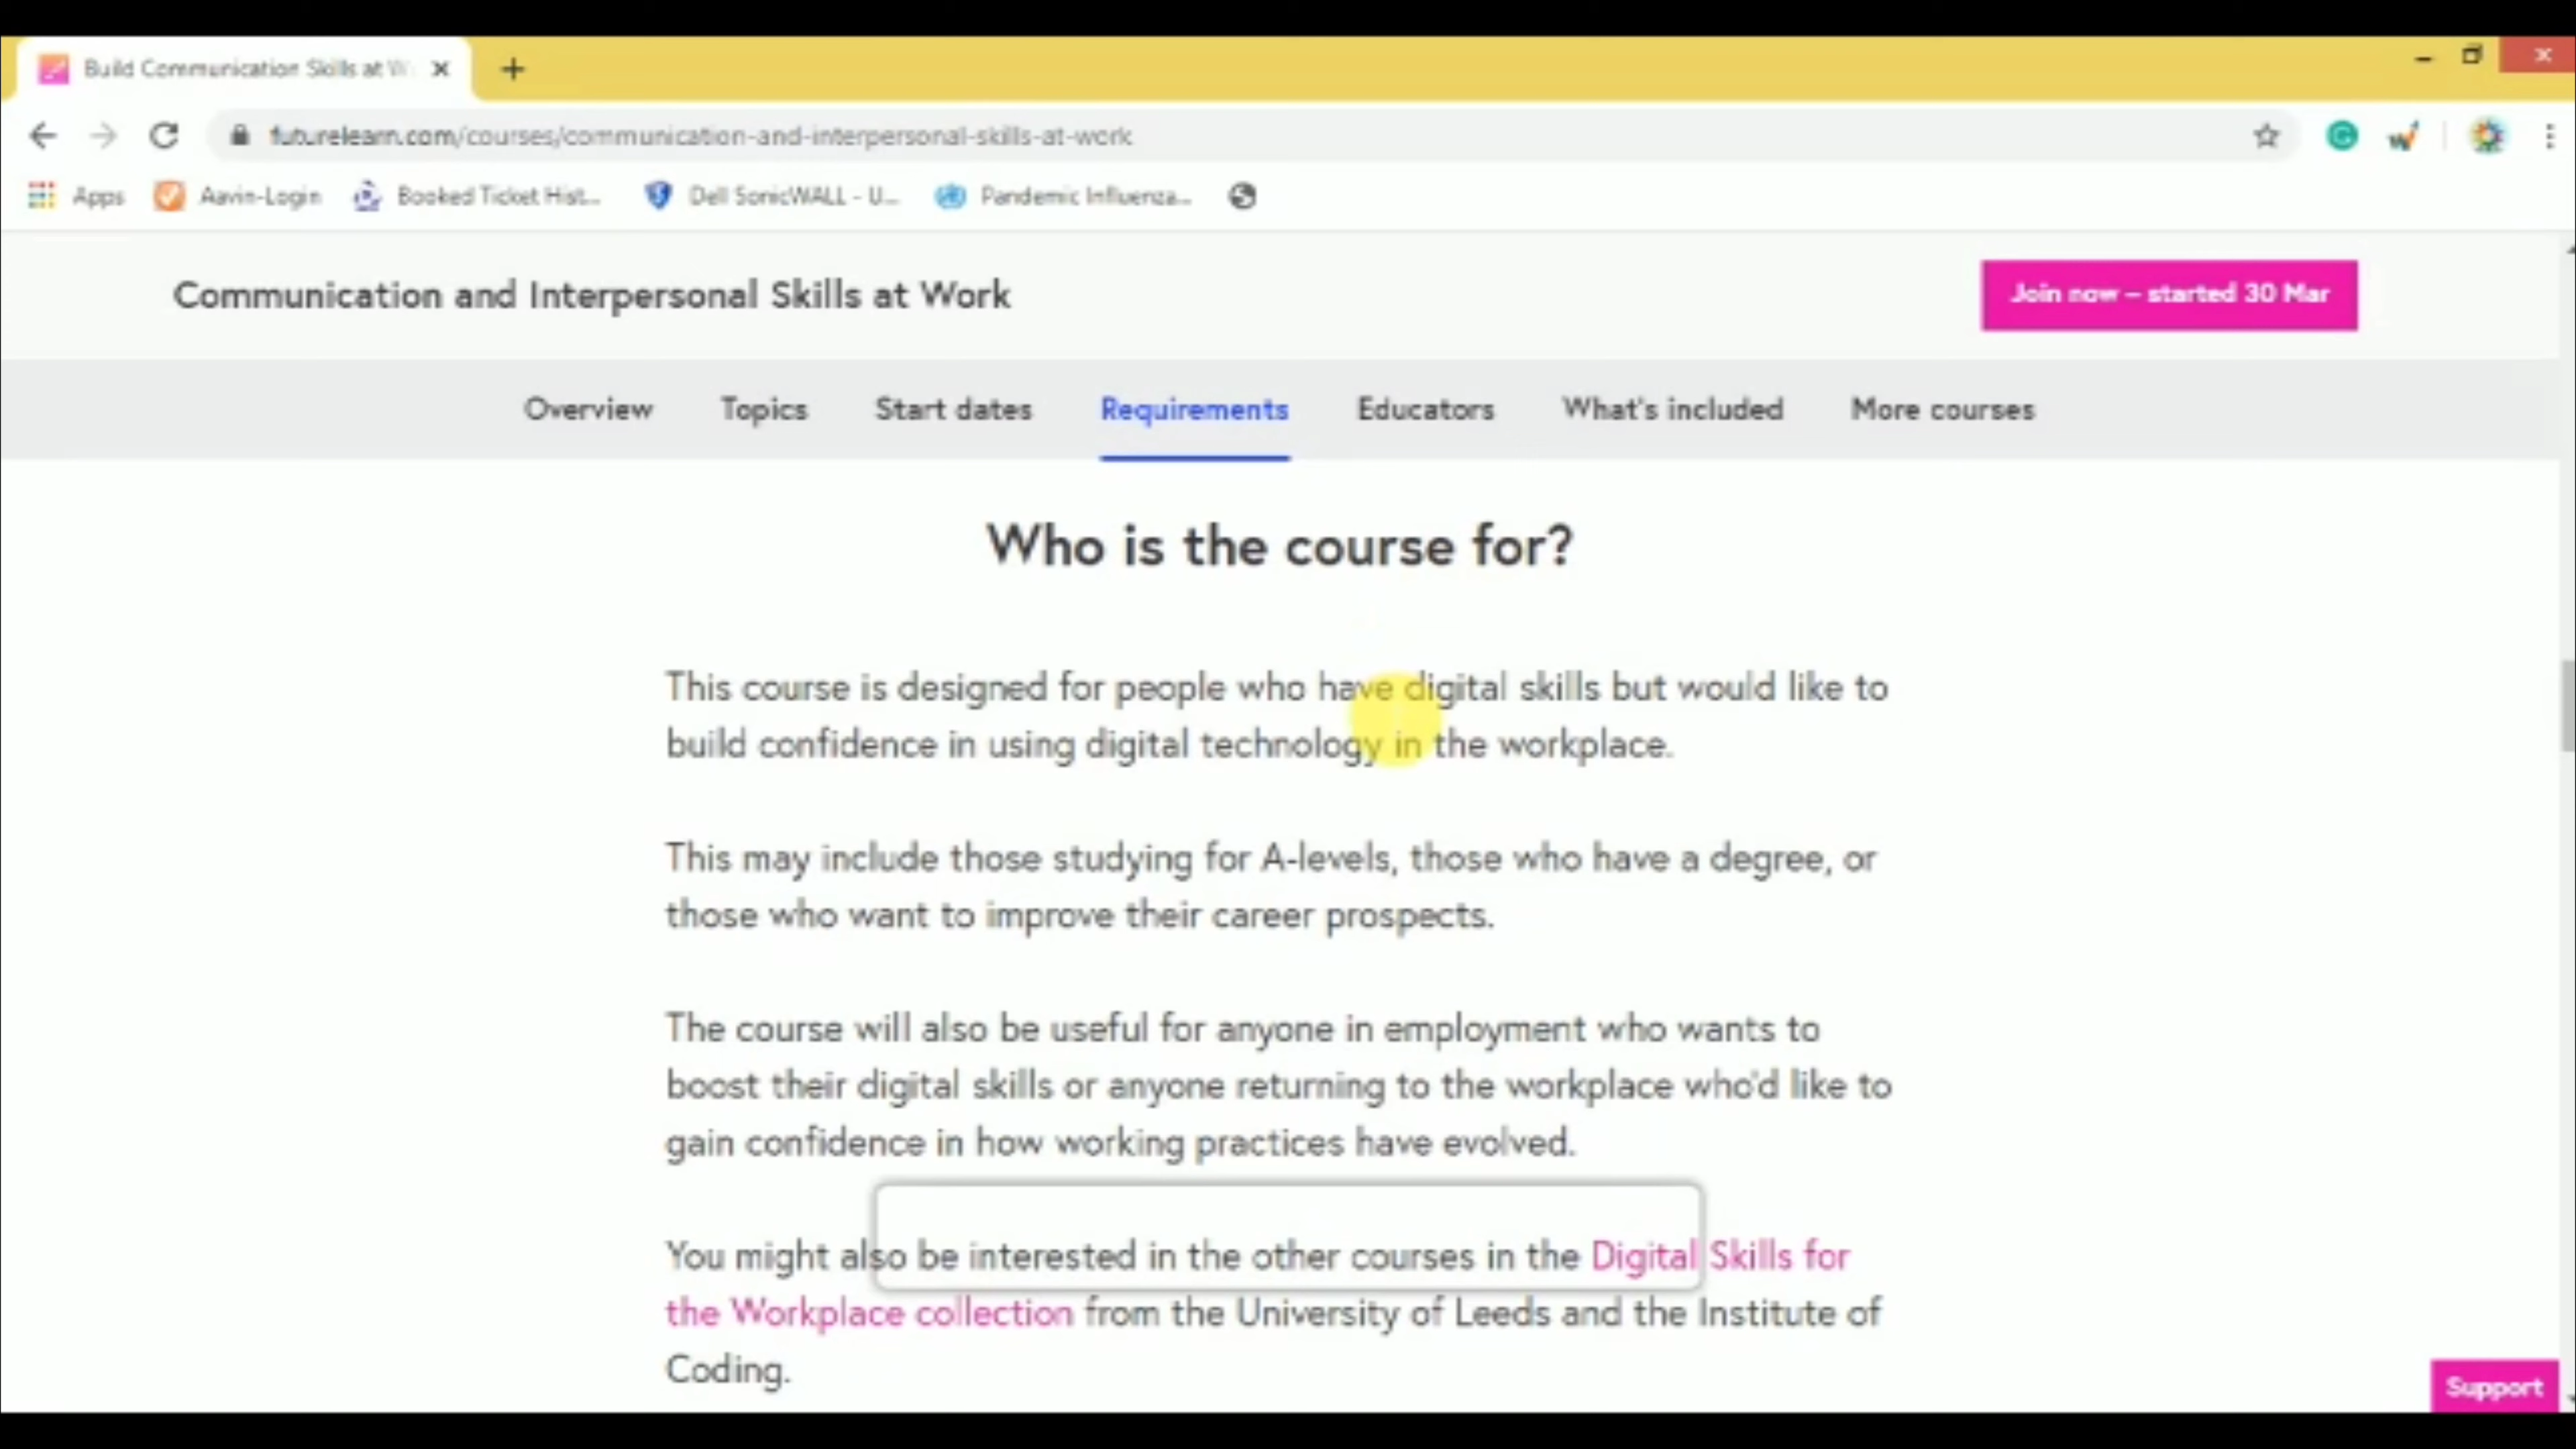 Build Communication Skills at W
futurelearn.com/courses/communication-and-interpersonal-skills-at-work
Apps Aavin-Login Booked Ticket Hist... Dell SonicWALL - U... Pandemic Influenza...
Communication and Interpersonal Skills at Work
Join now – started 30 Mar
Overview Topics Start dates Requirements Educators What's included More courses
Who is the course for?
This course is designed for people who have digital skills but would like to
build confidence in using digital technology in the workplace.
This may include those studying for A-levels, those who have a degree, or
those who want to improve their career prospects.
The course will also be useful for anyone in employment who wants to
boost their digital skills or anyone returning to the workplace who'd like to
gain confidence in how working practices have evolved.
You might also be interested in the other courses in the Digital Skills for
the Workplace collection from the University of Leeds and the Institute of
Coding.
Support